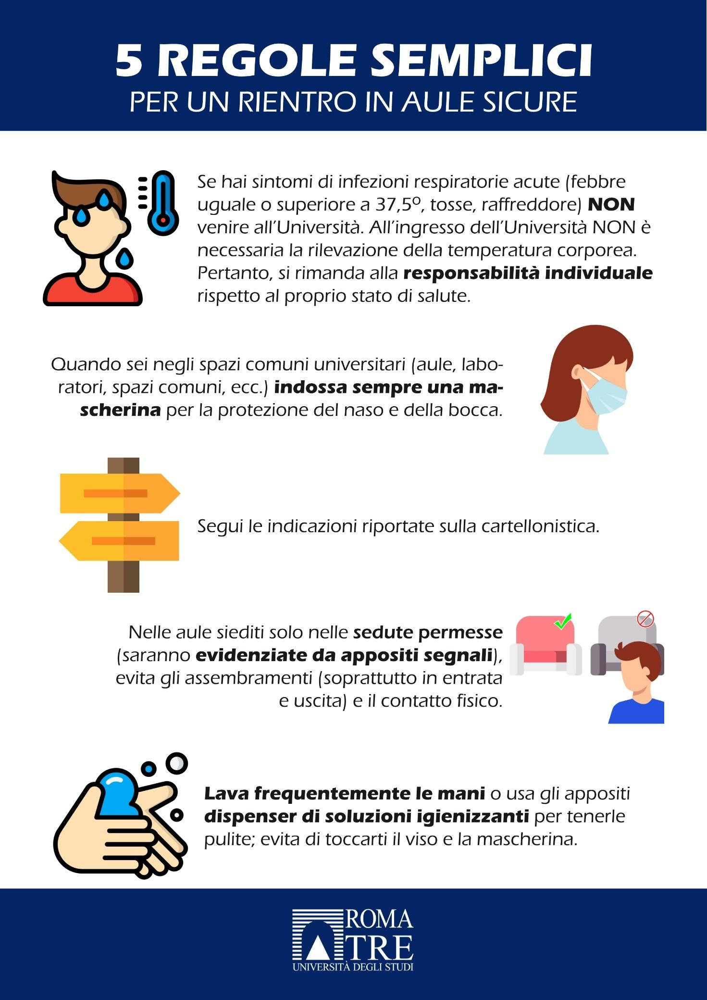 5 REGOLE SEMPLICI
PER UN RIENTRO IN AULE SICURE
Se hai sintomi di infezioni respiratorie acute (febbre
uguale o superiore a 37,5º, tosse, raffreddore) NON
venire all'Università. All'ingresso dell'Università NON è
necessaria la rilevazione della temperatura corporea.
Pertanto, si rimanda alla responsabilità individuale
rispetto al proprio stato di salute.
Quando sei negli spazi comuni universitari (aule, labo-
ratori, spazi comuni, ecc.) indossa sempre una ma-
scherina per la protezione del naso e della bocca.
Segui le indicazioni riportate sulla cartellonistica.
Nelle aule siediti solo nelle sedute permesse
(saranno evidenziate da appositi segnali),
evita gli assembramenti (soprattutto in entrata
e uscita) e il contatto fisico.
Lava frequentemente le mani o usa gli appositi
dispenser di soluzioni igienizzanti per tenerle
pulite; evita di toccarti il viso e la mascherina.
ROMA
TRE
UNIVERSITÀ DEGLI STUDI